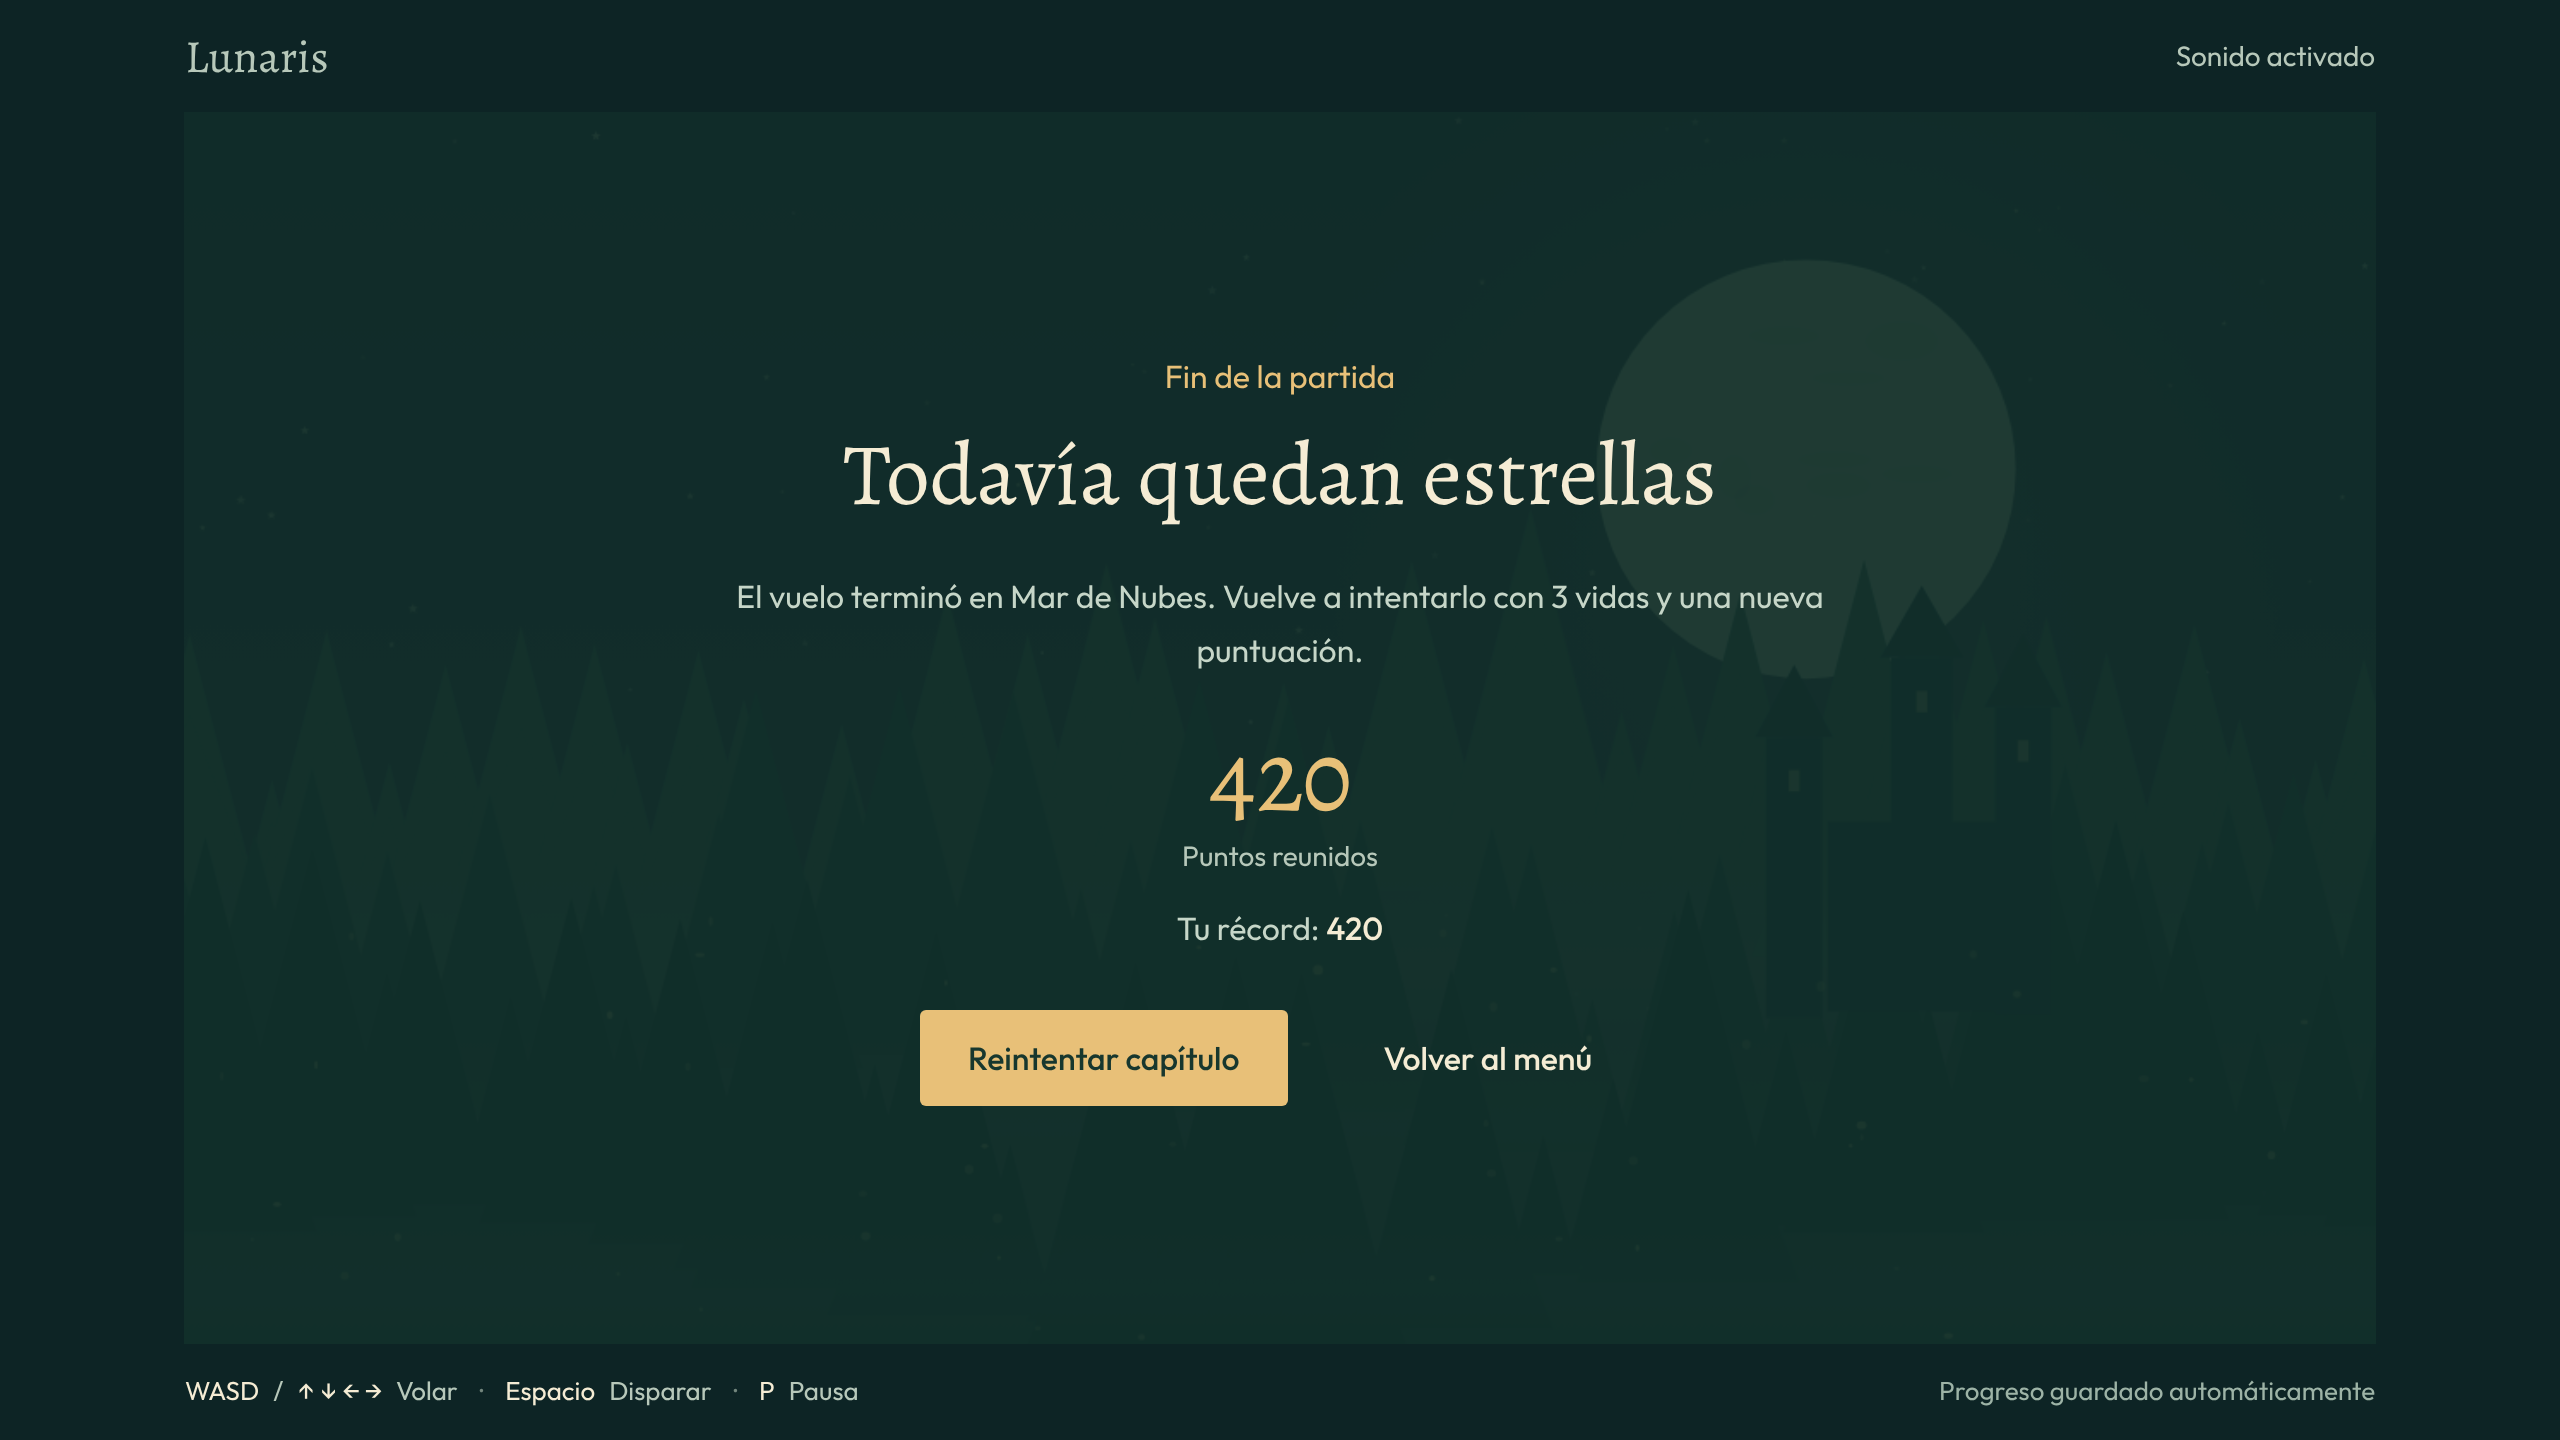 Lunaris
Sonido activado
Fin de la partida
Todavía quedan estrellas
El vuelo terminó en Mar de Nubes. Vuelve a intentarlo con 3 vidas y una nueva
puntuación.
420
Puntos reunidos
Tu récord: 420
Reintentar capítulo
Volver al menú
WASD / ↑↓←→ Volar · Espacio Disparar · P Pausa
Progreso guardado automáticamente